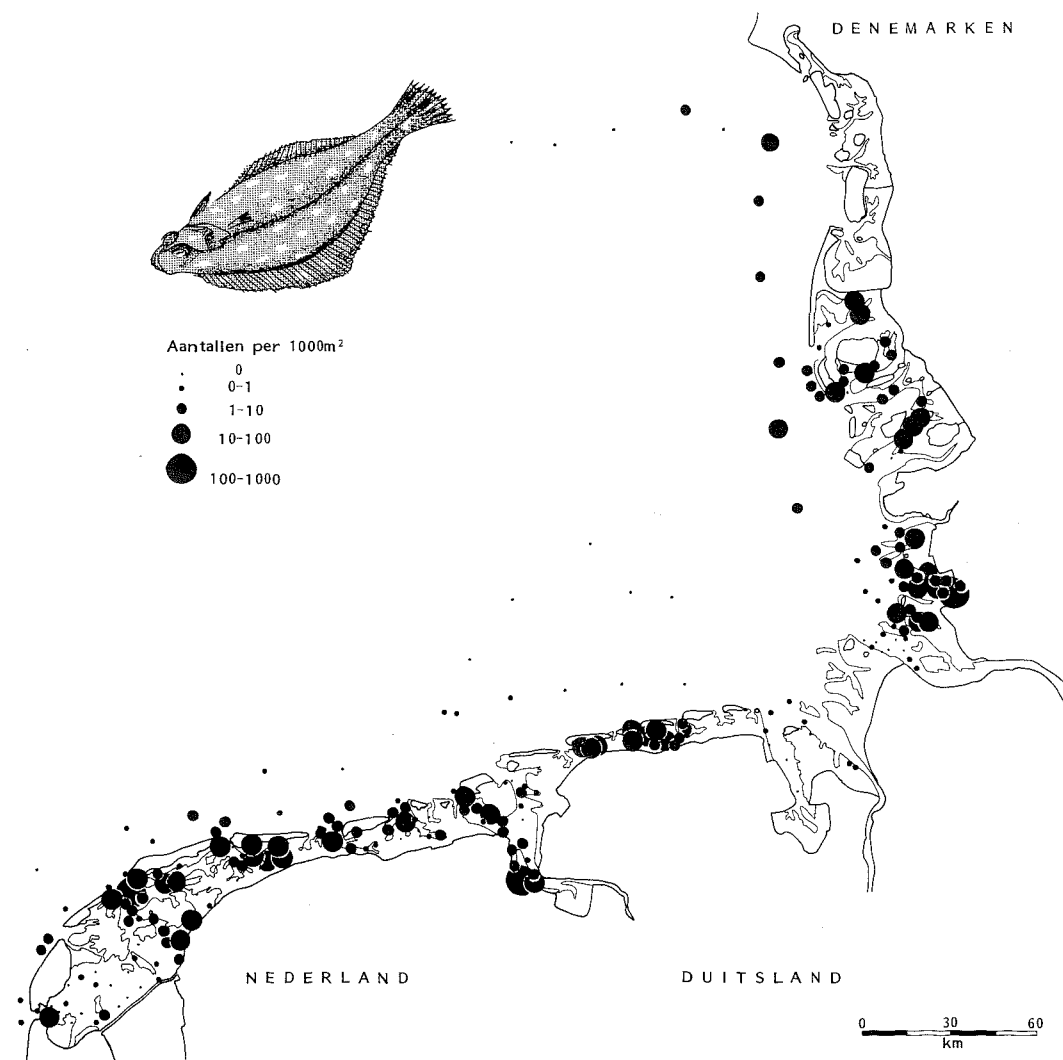 DENEMARKEN
Aantallen per 1000m²
0
0-1
1-10
10-100
100-1000
NEDERLAND
DUITSLAND
0 30 60
km